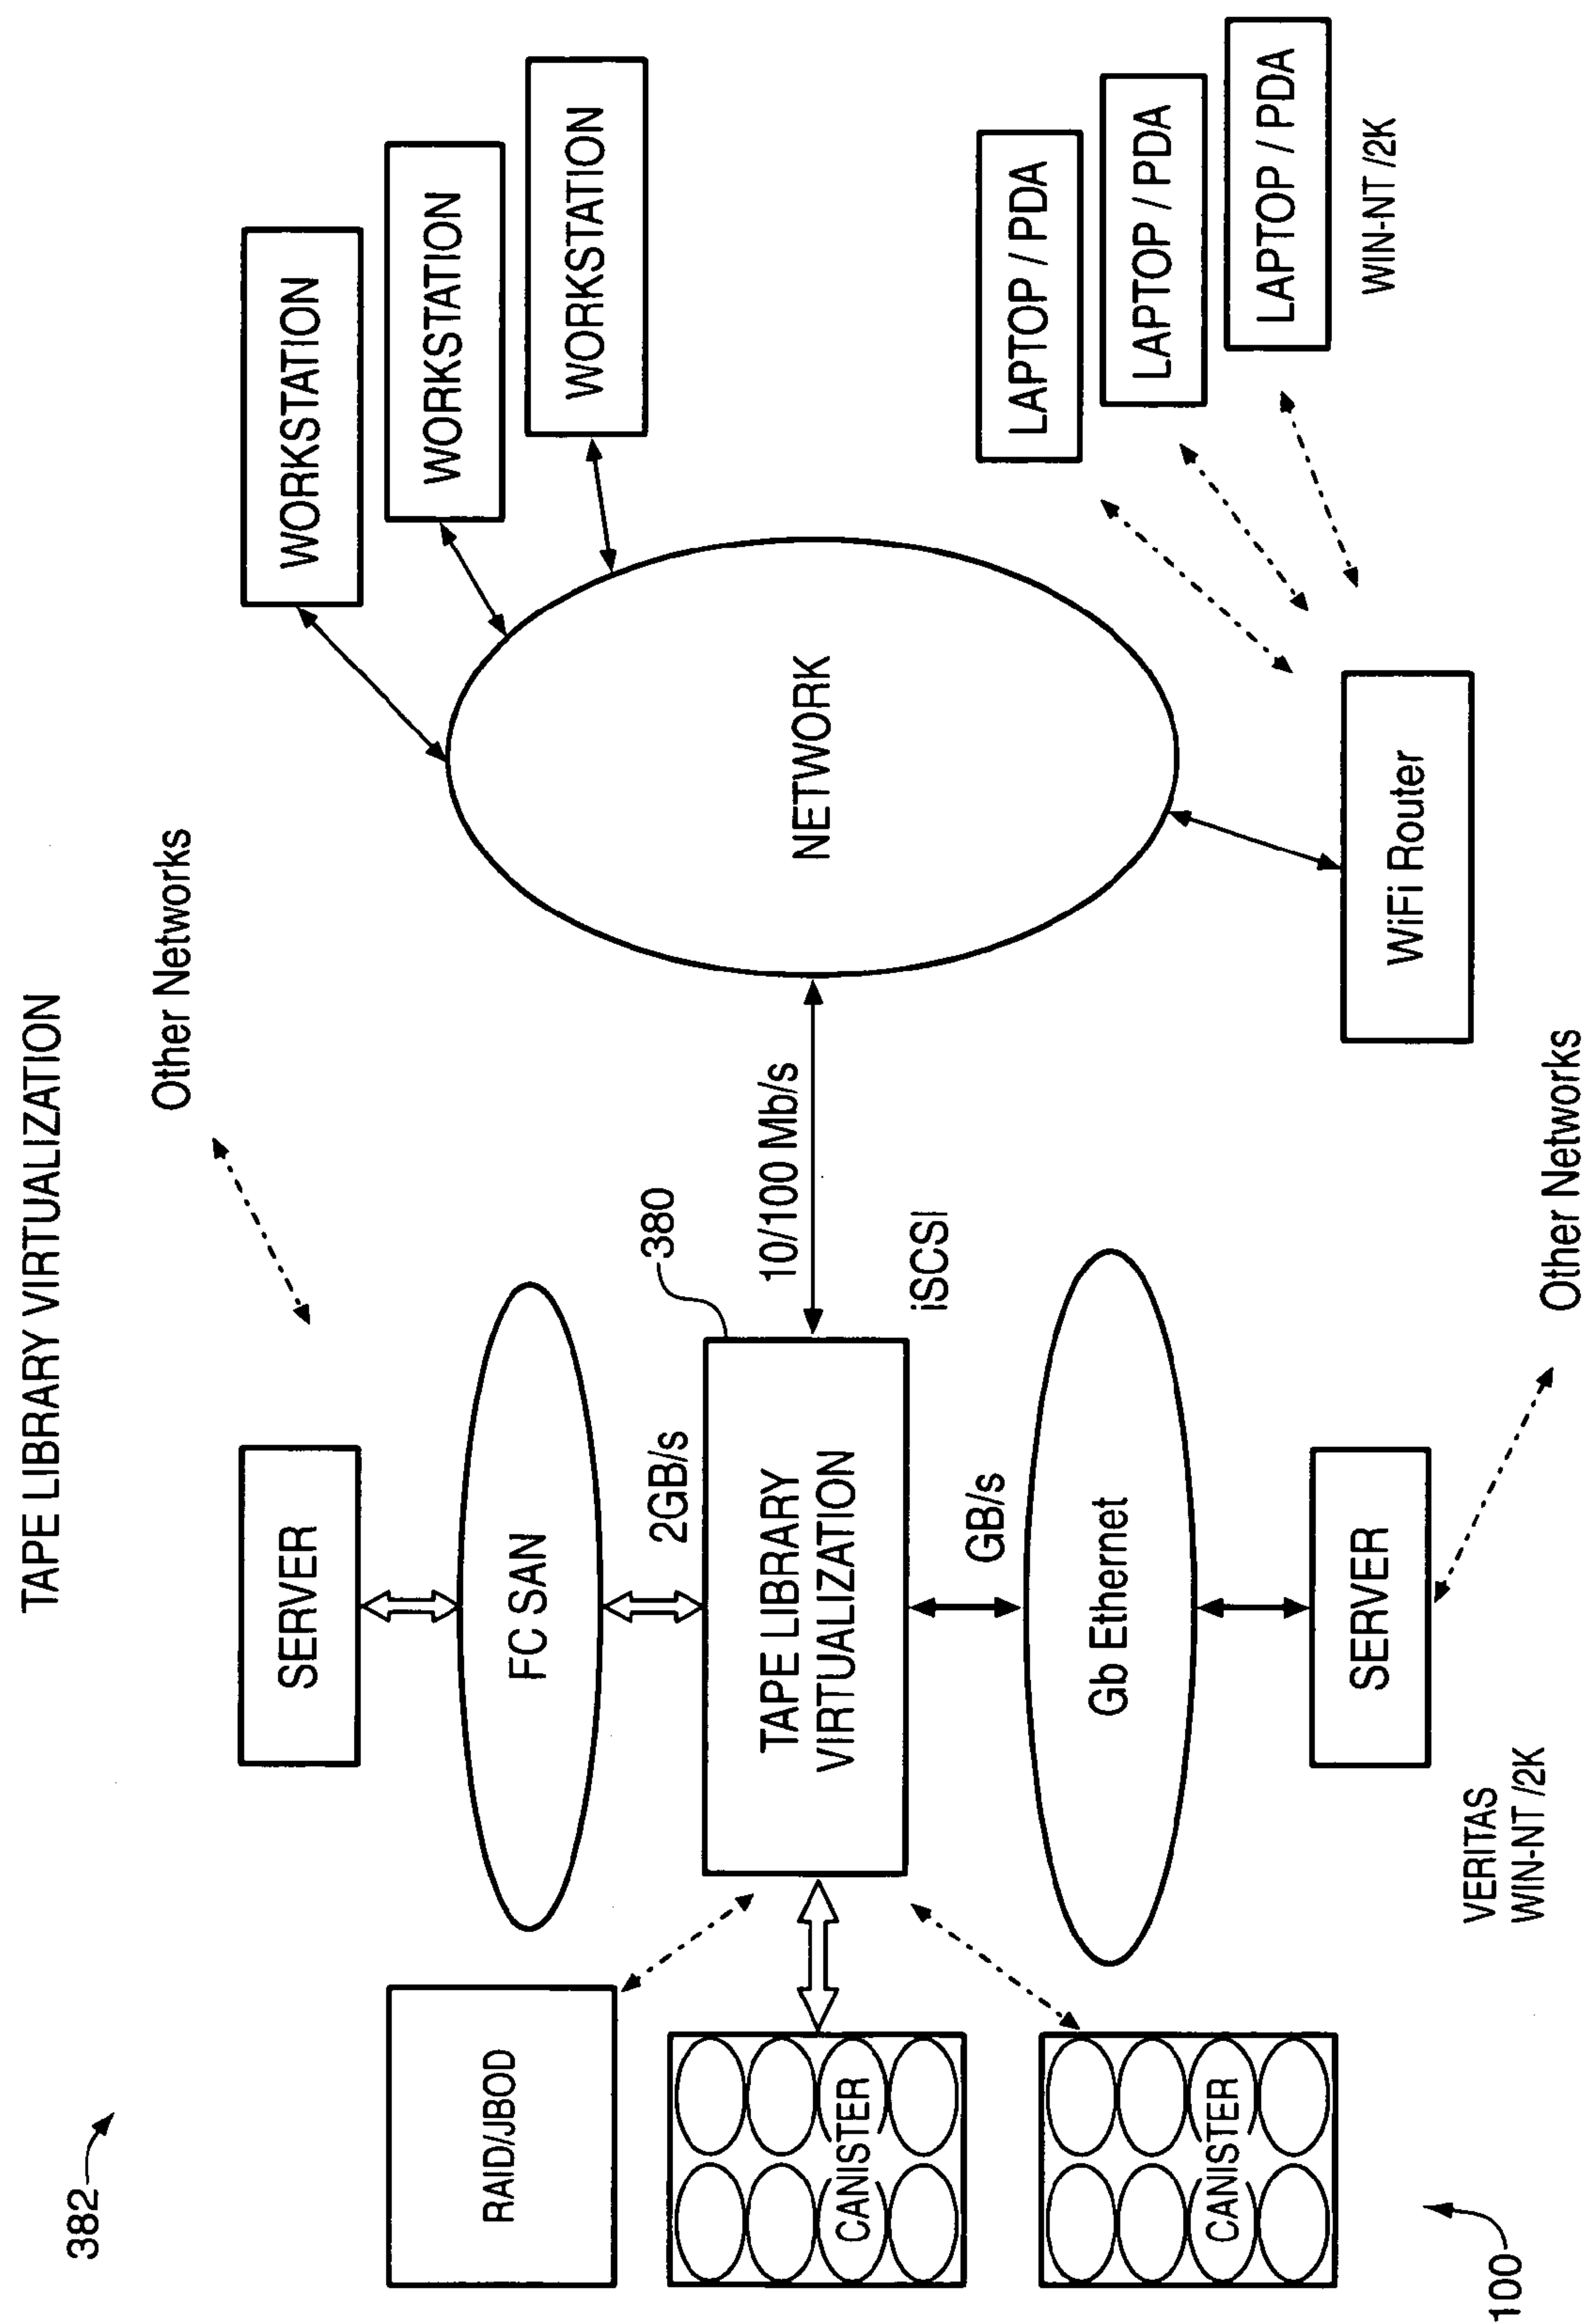 TAPE LIBRARY VIRTUALIZATION
382
Other Networks
SERVER
WORKSTATION
WORKSTATION
WORKSTATION
FC SAN
2GB/s
380
RAID/JBOD
TAPE LIBRARY
VIRTUALIZATION
10/100 Mb/s
NETWORK
CANISTER
iSCSI
GB/s
Gb Ethernet
CANISTER
LAPTOP / PDA
LAPTOP / PDA
LAPTOP / PDA
WIN-NT /2K
SERVER
WiFi Router
VERITAS
WIN-NT /2K
100
Other Networks